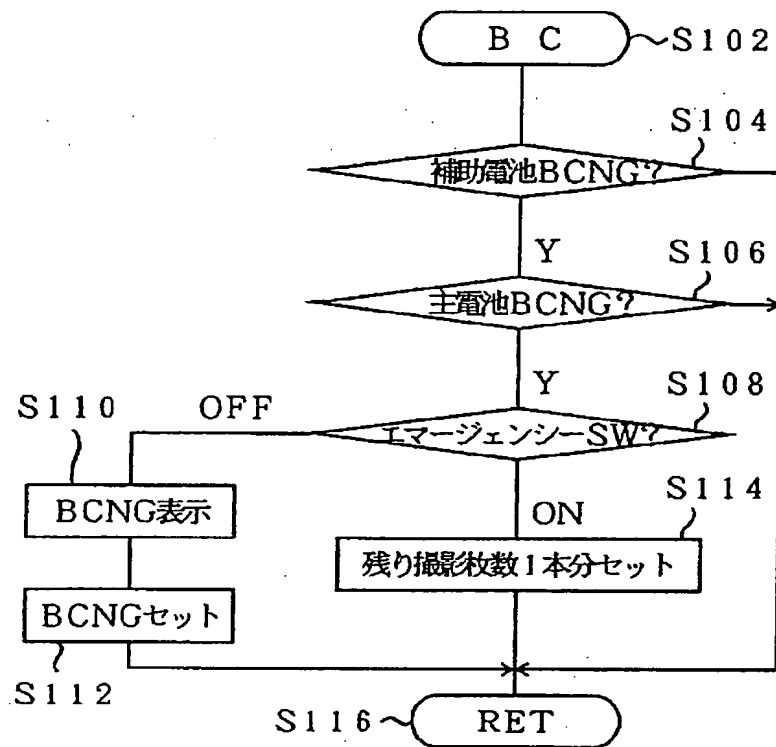 B C
S102
S104
補助電池BCNG?
Y
S106
主電池BCNG?
Y
S108
S110
OFF
エマージェンシーSW?
S114
BCNG表示
ON
残り撮影枚数1本分セット
BCNGセット
S112
S116
RET